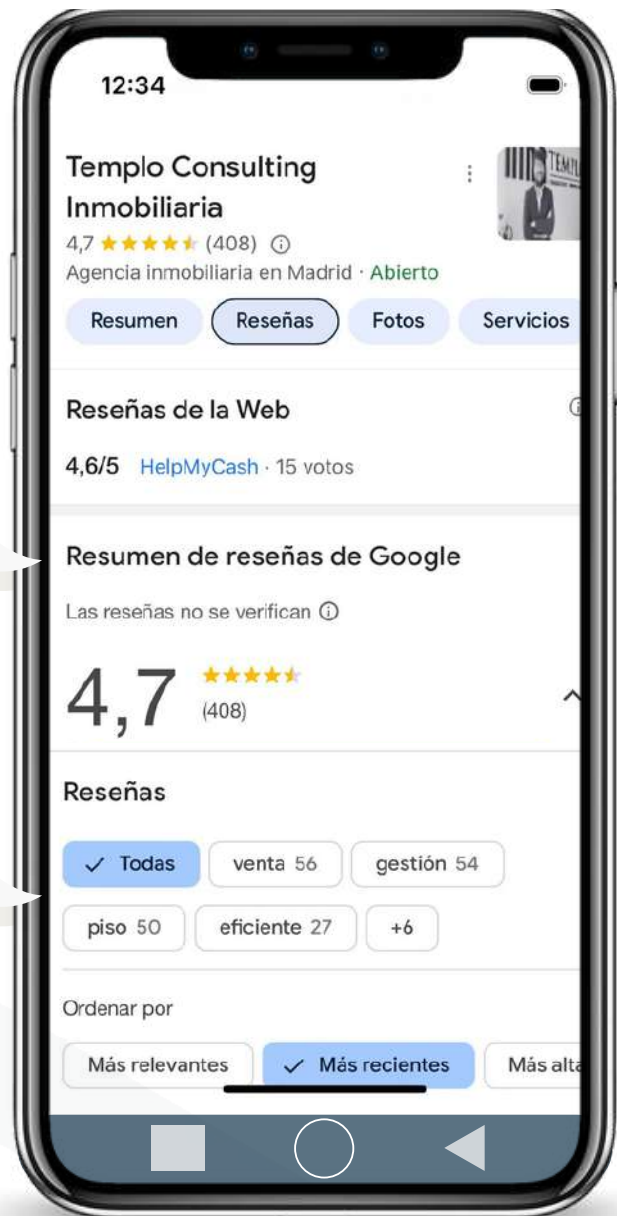 12:34
Templo Consulting
Inmobiliaria
4,7 (408)
Agencia inmobiliaria en Madrid · Abierto
Resumen Reseñas Fotos Servicios
Reseñas de la Web
4,6/5 HelpMyCash · 15 votos
Resumen de reseñas de Google
Las reseñas no se verifican
4,7
(408)
Reseñas
Todas venta 56 gestión 54
piso 50 eficiente 27 +6
Ordenar por
Más relevantes Más recientes Más alta